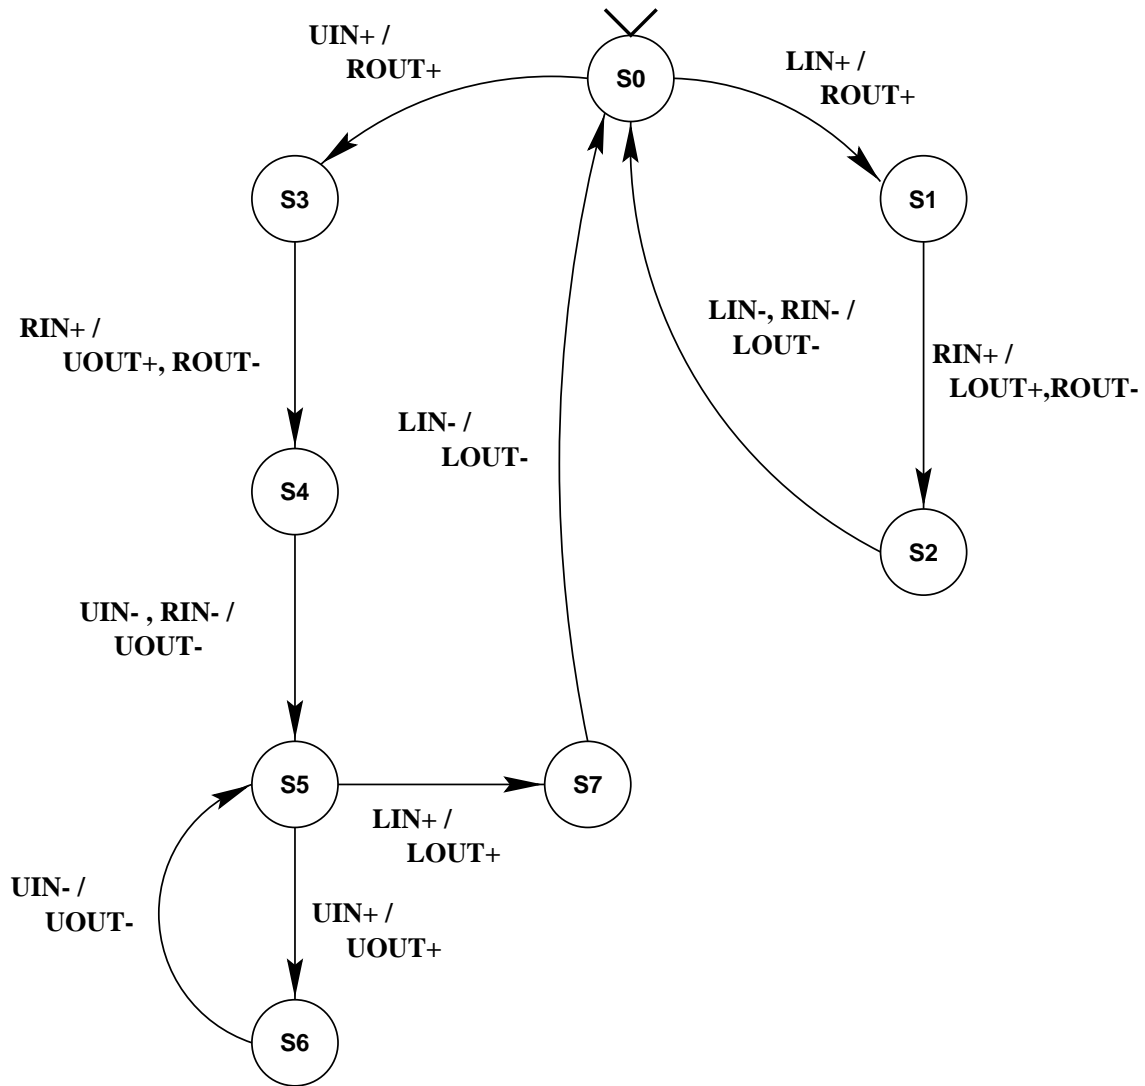 UIN+ /
ROUT+
S0
LIN+ /
ROUT+
S3
S1
RIN+ /
UOUT+, ROUT-
LIN-, RIN- /
LOUT-
RIN+ /
LOUT+,ROUT-
LIN- /
LOUT-
S4
S2
UIN- , RIN- /
UOUT-
S5
S7
LIN+ /
LOUT+
UIN- /
UOUT-
UIN+ /
UOUT+
S6